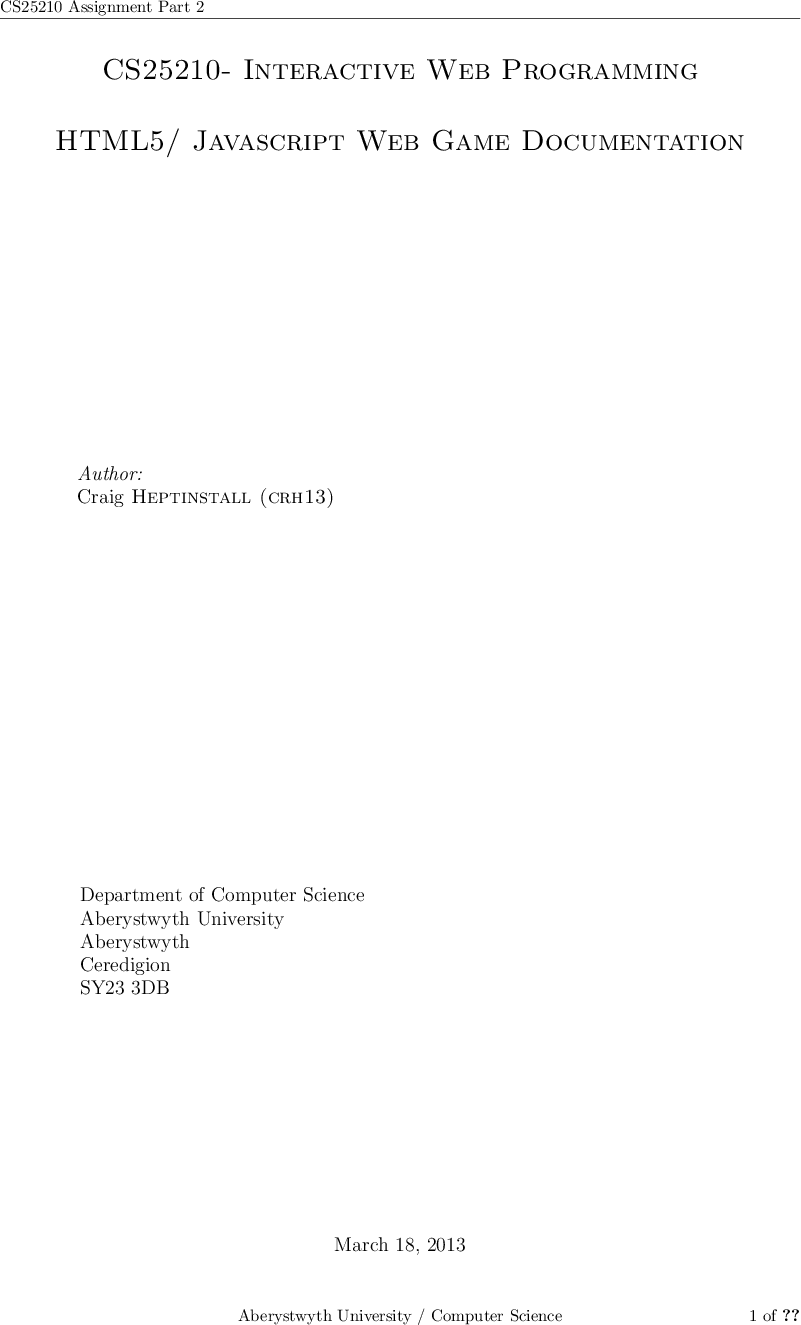 CS25210 Assignment Part 2
CS25210- Interactive Web Programming
HTML5/ Javascript Web Game Documentation
Author:
Craig Heptinstall (crh13)
Department of Computer Science
Aberystwyth University
Aberystwyth
Ceredigion
SY23 3DB
March 18, 2013
Aberystwyth University / Computer Science
1 of ??